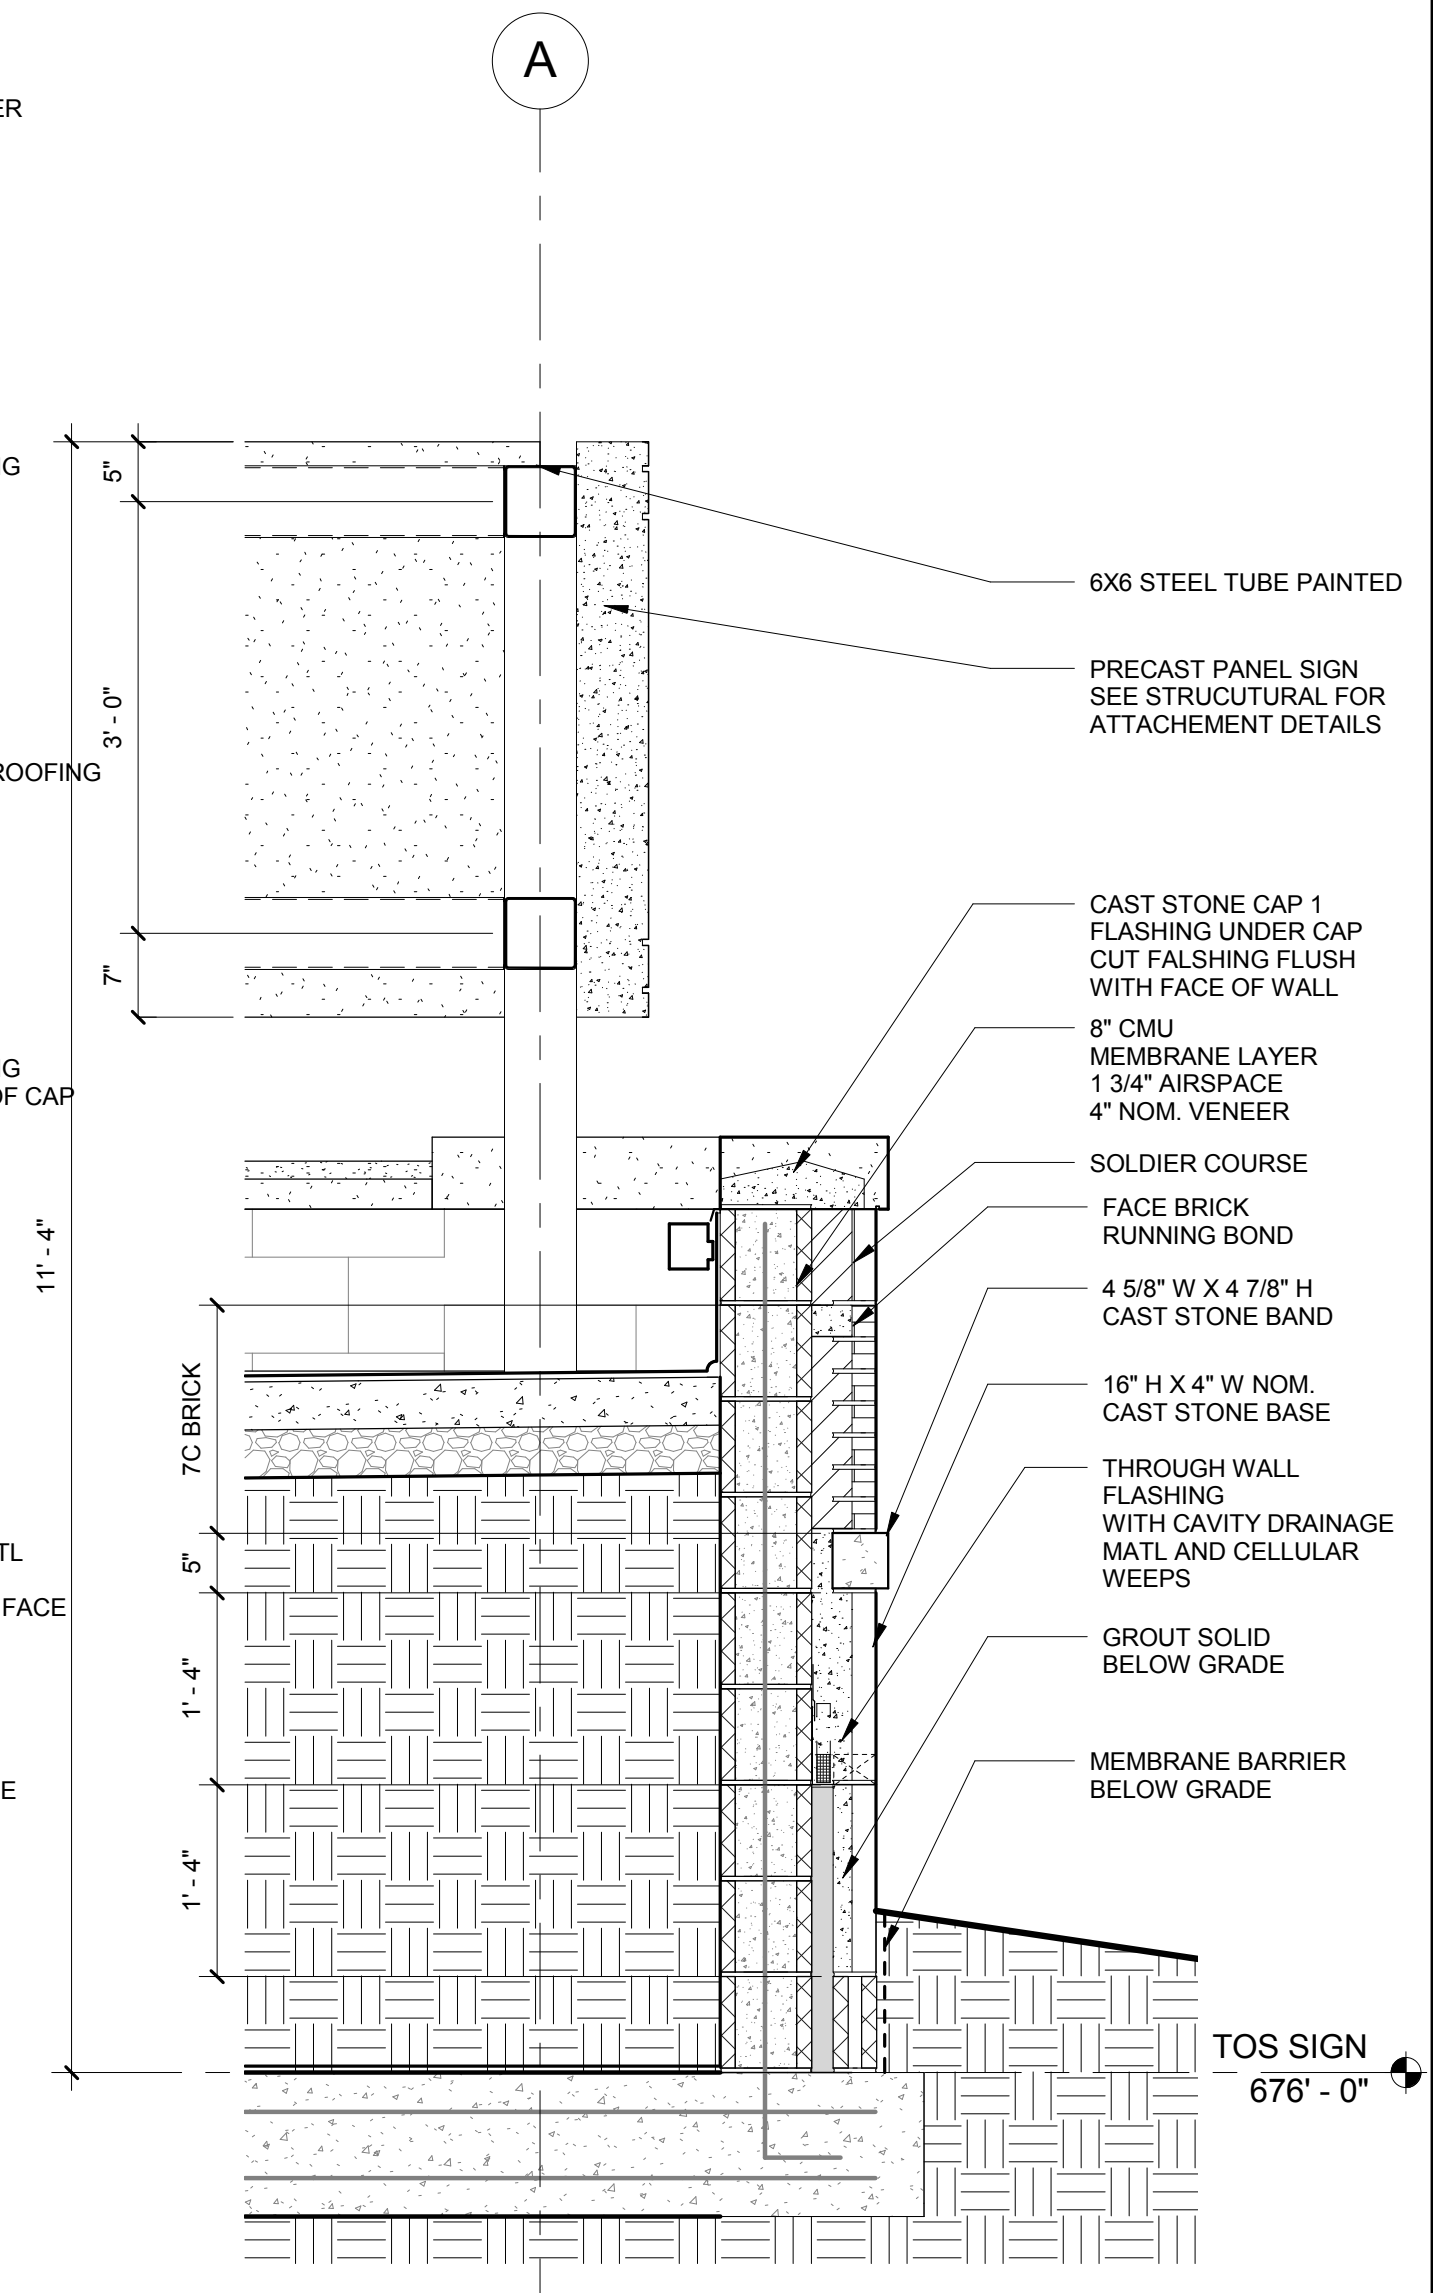 A
ER
NG
5"
3' - 0"
ROOFING
7"
NG
OF CAP
11' - 4"
7C BRICK
TL
5"
FACE
1' - 4"
E
1' - 4"
6X6 STEEL TUBE PAINTED
PRECAST PANEL SIGN
SEE STRUCUTURAL FOR
ATTACHEMENT DETAILS
CAST STONE CAP 1
FLASHING UNDER CAP
CUT FALSHING FLUSH
WITH FACE OF WALL
8" CMU
MEMBRANE LAYER
1 3/4" AIRSPACE
4" NOM. VENEER
SOLDIER COURSE
FACE BRICK
RUNNING BOND
4 5/8" W X 4 7/8" H
CAST STONE BAND
16" H X 4" W NOM.
CAST STONE BASE
THROUGH WALL
FLASHING
WITH CAVITY DRAINAGE
MATL AND CELLULAR
WEEPS
GROUT SOLID
BELOW GRADE
MEMBRANE BARRIER
BELOW GRADE
TOS SIGN
676' - 0"